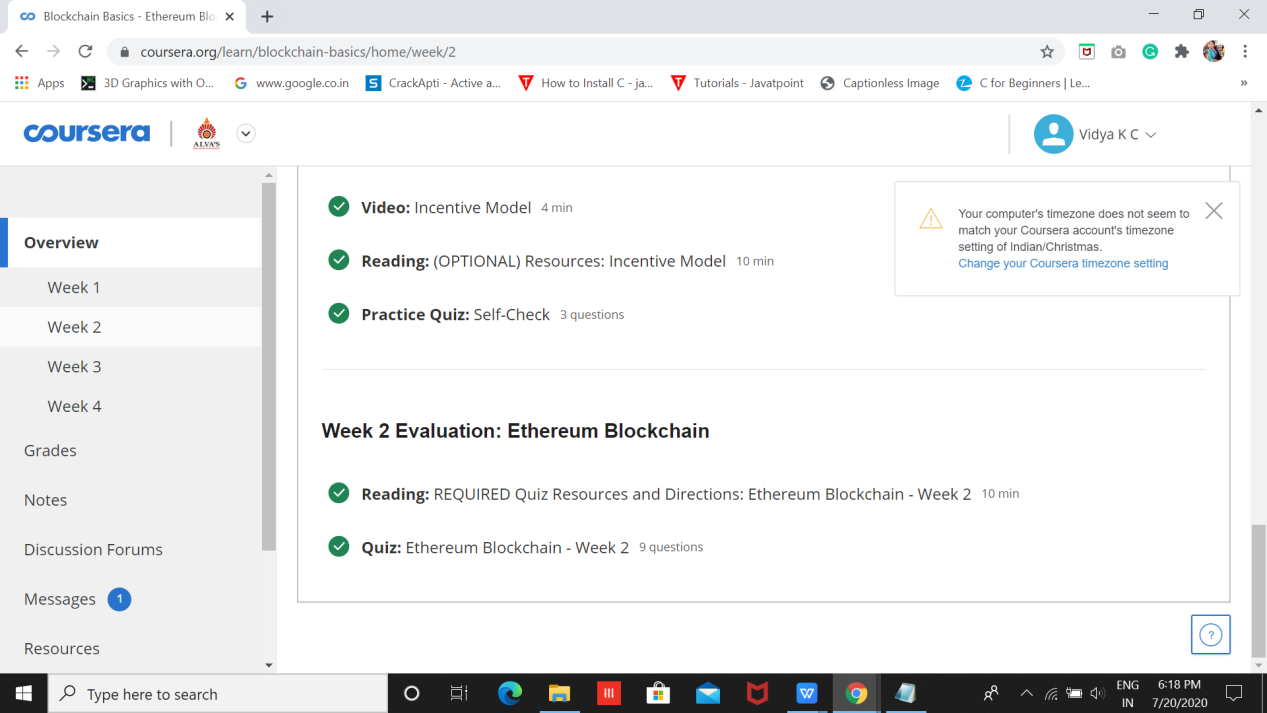 Blockchain Basics - Ethereum Blo
coursera.org/learn/blockchain-basics/home/week/2
Apps
3D Graphics with O...
www.google.co.in
CrackApti - Active a...
How to Install C - ja...
Tutorials - Javatpoint
Captionless Image
C for Beginners | Le...
»
coursera
ALVA'S
Vidya K C
Overview
Week 1
Week 2
Week 3
Week 4
Grades
Notes
Discussion Forums
Messages 1
Resources
Video: Incentive Model 4 min
Reading: (OPTIONAL) Resources: Incentive Model 10 min
Practice Quiz: Self-Check 3 questions
Your computer's timezone does not seem to
match your Coursera account's timezone
setting of Indian/Christmas.
Change your Coursera timezone setting
Week 2 Evaluation: Ethereum Blockchain
Reading: REQUIRED Quiz Resources and Directions: Ethereum Blockchain - Week 2 10 min
Quiz: Ethereum Blockchain - Week 2 9 questions
?
Type here to search
ENG
IN
6:18 PM
7/20/2020